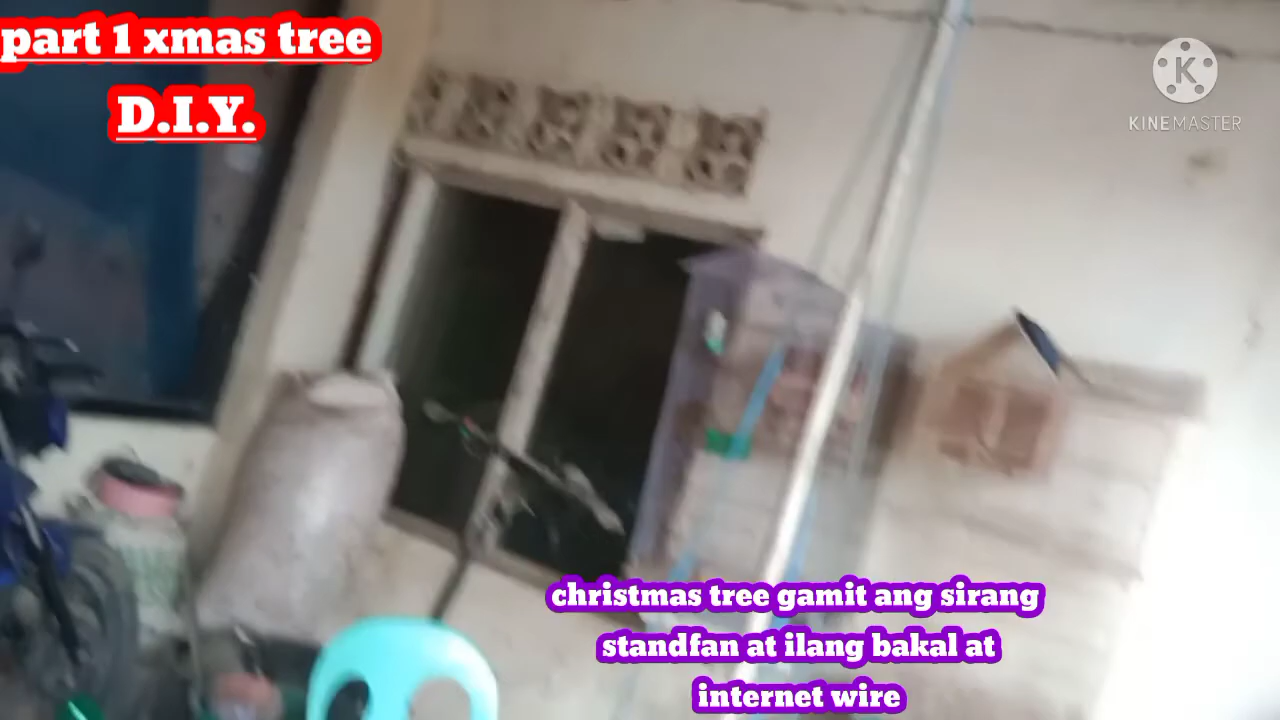 part 1 xmas tree
D.I.Y.
K
KINEMASTER
christmas tree gamit ang sirang
standfan at ilang bakal at
internet wire